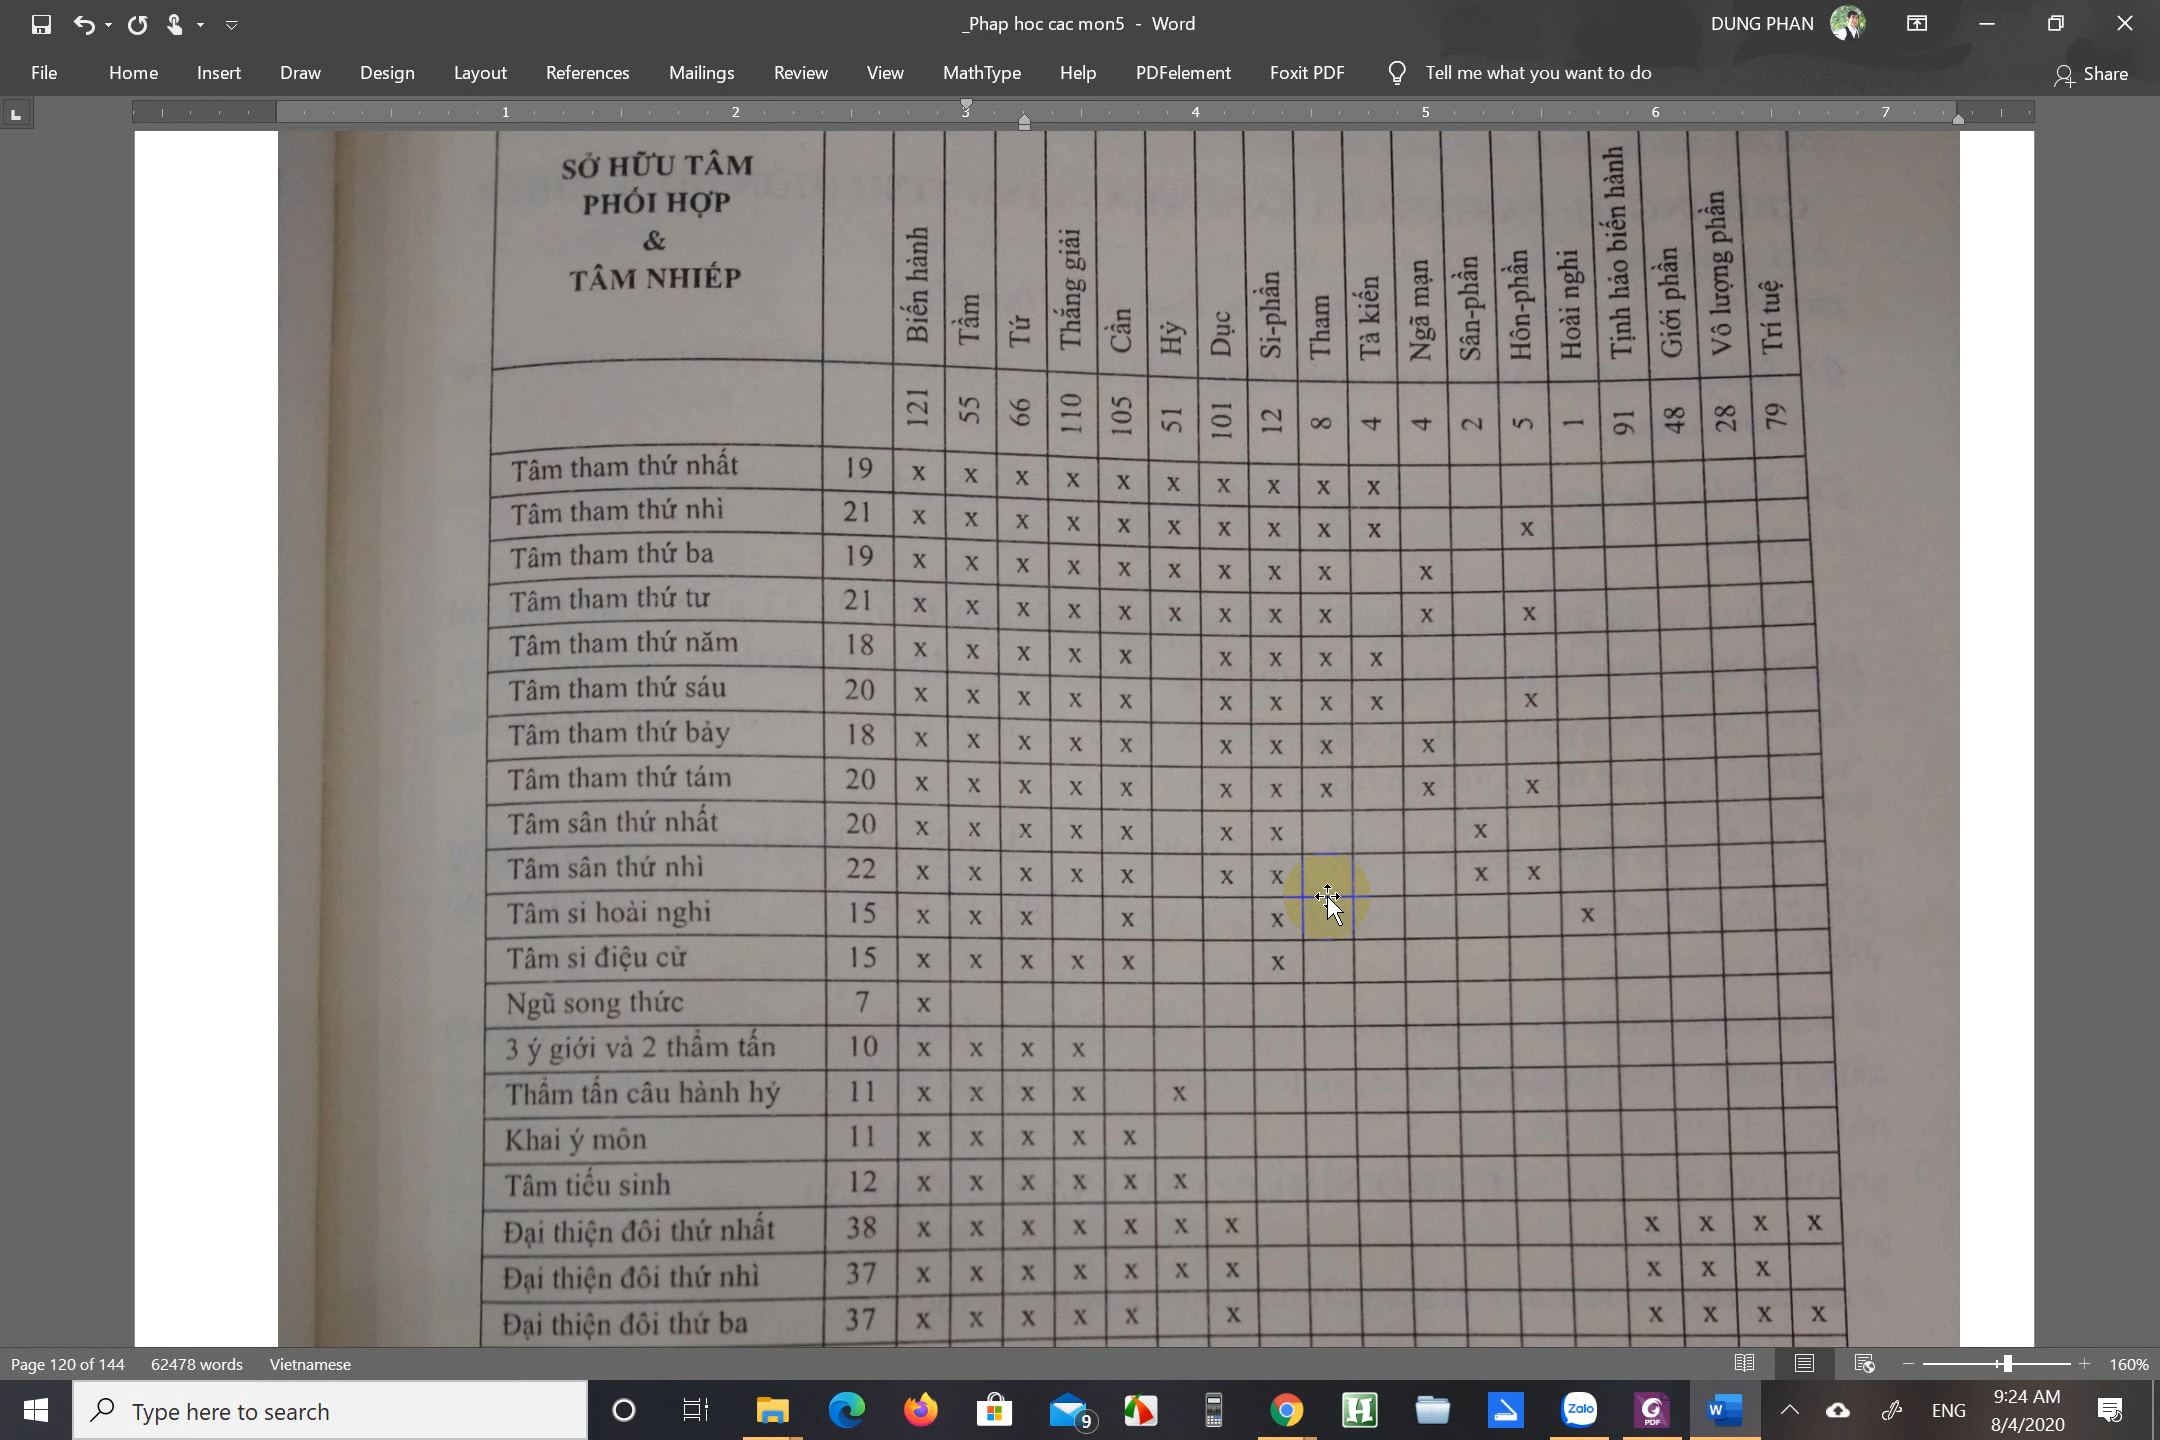 _Phap hoc cac mon5 - Word
DUNG PHAN
File Home Insert Draw Design Layout References Mailings Review View MathType Help PDFelement Foxit PDF Tell me what you want to do Share
1 2 3 4 5 6 7
SỞ HỮU TÂM
PHỐI HỢP
&
TÂM NHIẾP
Biến hành
Tầm
Tứ
Thắng giải
Cần
Hỷ
Dục
Si-phần
Tham
Tà kiến
Ngã mạn
Sân-phần
Hôn-phần
Hoài nghi
Tịnh hảo biến hành
Giới phần
Vô lượng phần
Trí tuệ
121 55 66 110 105 51 101 12 8 4 4 2 5 1 91 48 28 79
Tâm tham thứ nhất 19 x x x x x x x x x x
Tâm tham thứ nhì 21 x x x x x x x x x x x
Tâm tham thứ ba 19 x x x x x x x x x x
Tâm tham thứ tư 21 x x x x x x x x x x x
Tâm tham thứ năm 18 x x x x x x x x x
Tâm tham thứ sáu 20 x x x x x x x x x x
Tâm tham thứ bảy 18 x x x x x x x x x
Tâm tham thứ tám 20 x x x x x x x x x x
Tâm sân thứ nhất 20 x x x x x x x x
Tâm sân thứ nhì 22 x x x x x x x x x
Tâm si hoài nghi 15 x x x x x x
Tâm si điệu cử 15 x x x x x x
Ngũ song thức 7 x
3 ý giới và 2 thẩm tấn 10 x x x x
Thẩm tấn câu hành hỷ 11 x x x x x
Khai ý môn 11 x x x x x
Tâm tiếu sinh 12 x x x x x x
Đại thiện đôi thứ nhất 38 x x x x x x x x x x x
Đại thiện đôi thứ nhì 37 x x x x x x x x x x
Đại thiện đôi thứ ba 37 x x x x x x x x x x
Page 120 of 144 62478 words Vietnamese 160%
Type here to search
9
Zalo
PDF
W
ENG
9:24 AM
8/4/2020